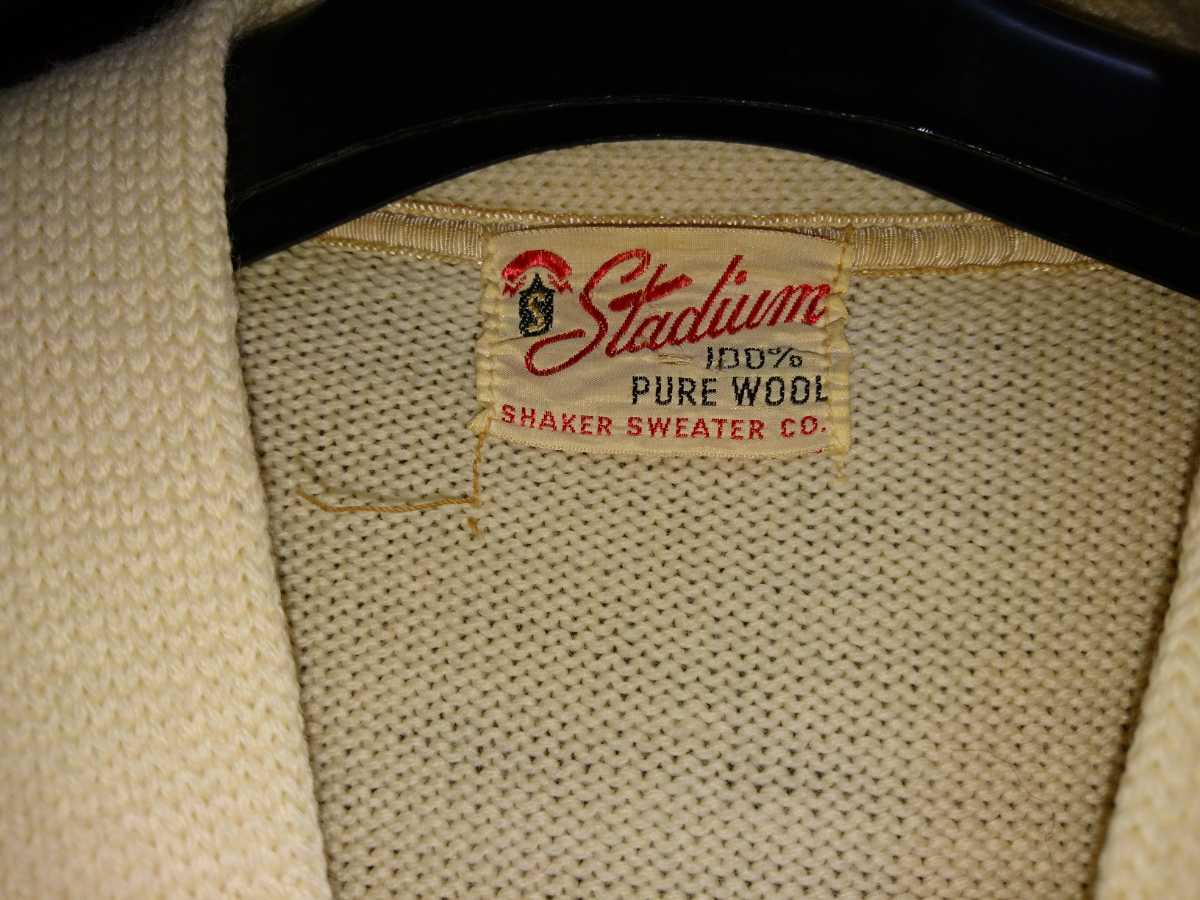 S
Stadium
100%
PURE WOOL
SHAKER SWEATER CO.